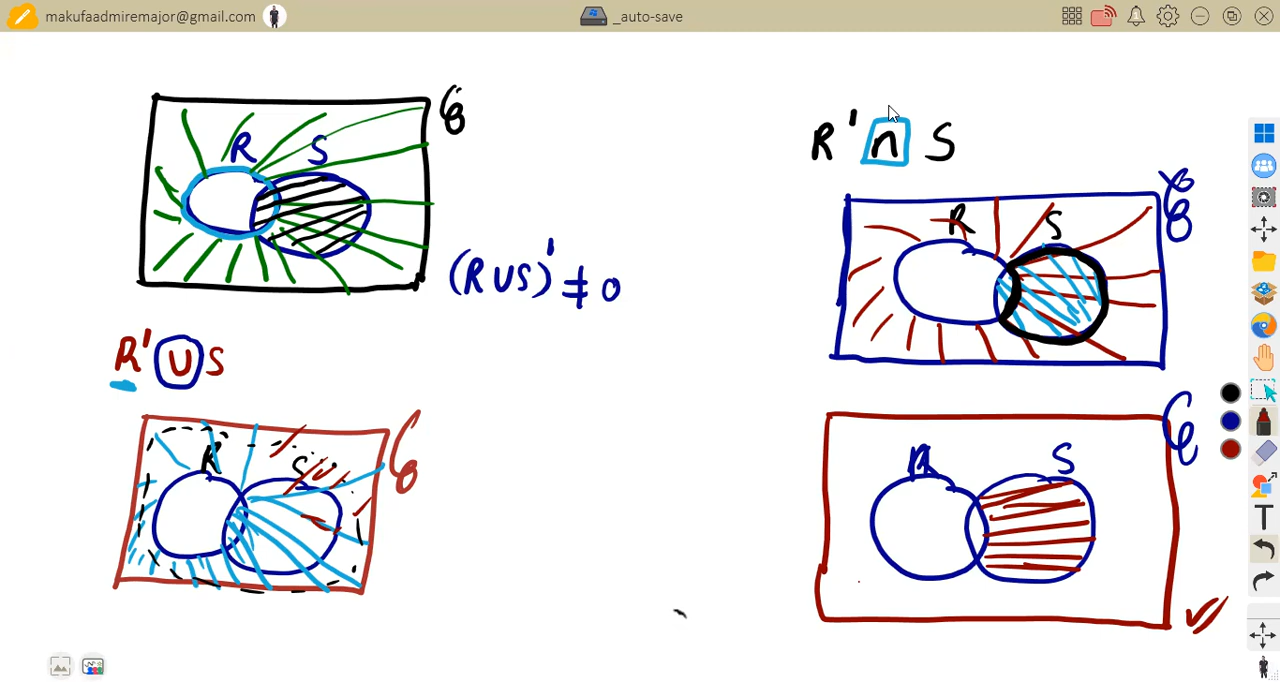 makufaadmiremajor@gmail.com
_auto-save
R S
(R U S)' ≠ 0
R' U S
R S
R' n S
R S
R S
T